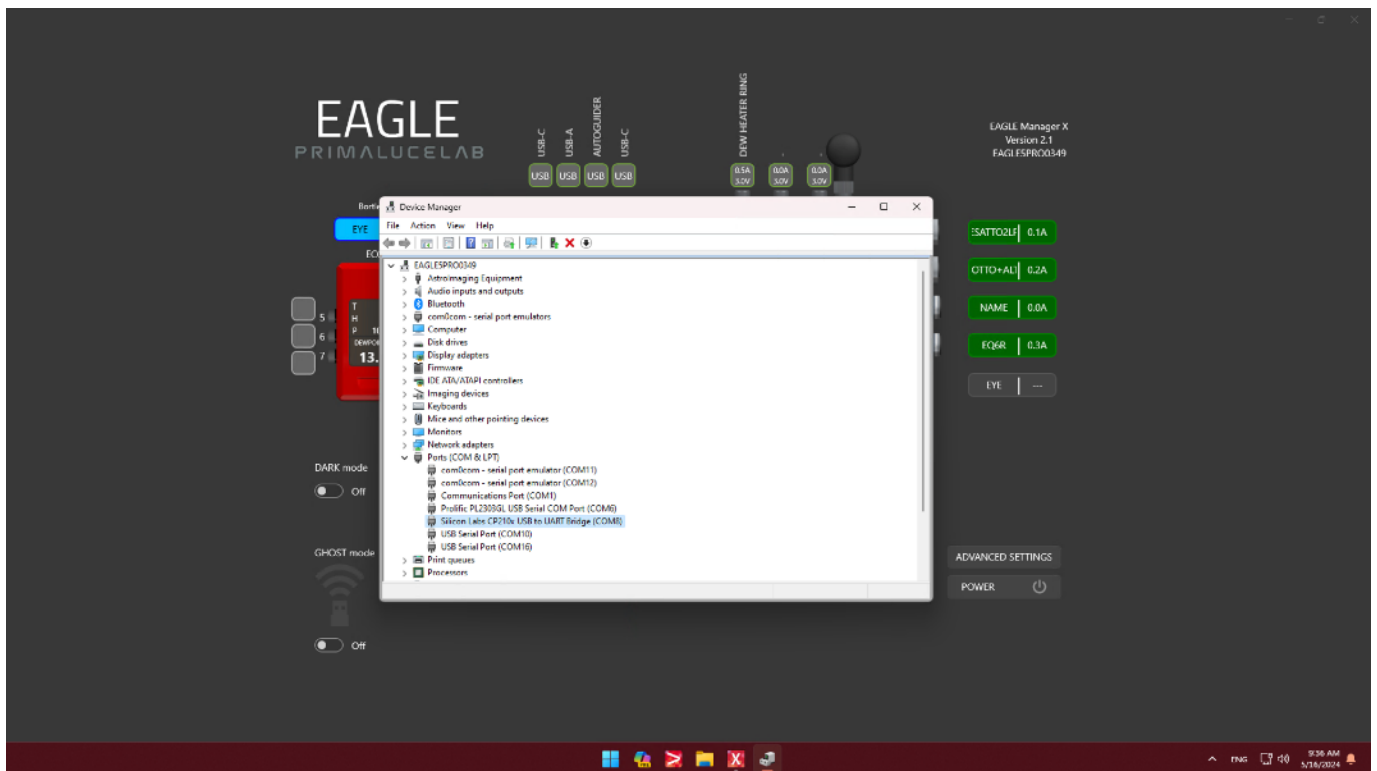 EAGLE
PRIMALUCELAB
USB-C
USB-A
AUTOGUIDER
USB-C
USB
USB
USB
USB
DEW HEATER RING
0.5A
3.0V
0.0A
3.0V
0.0A
3.0V
EAGLE Manager X
Version 2.1
EAGLE5PRO0349
EYE
5
6
7
T
H
P 10
13.
Device Manager
File Action View Help
EAGLE5PRO0349
AstroImaging Equipment
Audio inputs and outputs
Bluetooth
com0com - serial port emulators
Computer
Disk drives
Display adapters
Firmware
IDE ATA/ATAPI controllers
Imaging devices
Keyboards
Mice and other pointing devices
Monitors
Network adapters
Ports (COM & LPT)
com0com - serial port emulator (COM11)
com0com - serial port emulator (COM12)
Communications Port (COM1)
Prolific PL2303GL USB Serial COM Port (COM6)
Silicon Labs CP210x USB to UART Bridge (COM8)
USB Serial Port (COM10)
USB Serial Port (COM16)
Print queues
Processors
0.1A
OTTO+AL 0.2A
NAME 0.0A
EQ6R 0.3A
EYE ---
DARK mode
Off
GHOST mode
Off
ADVANCED SETTINGS
POWER
ENG
9:36 AM
5/16/2024